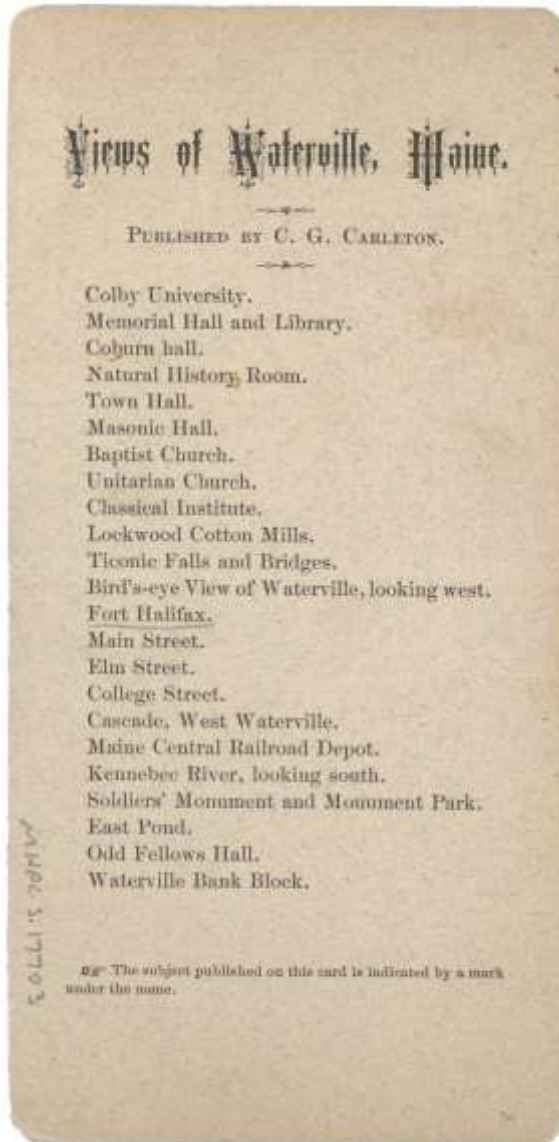 Views of Waterville, Maine.
PUBLISHED BY C. G. CARLETON.
Colby University.
Memorial Hall and Library.
Coburn hall.
Natural History Room.
Town Hall.
Masonic Hall.
Baptist Church.
Unitarian Church.
Classical Institute.
Lockwood Cotton Mills.
Ticonic Falls and Bridges.
Bird's-eye View of Waterville, looking west.
Fort Halifax.
Main Street.
Elm Street.
College Street.
Cascade, West Waterville.
Maine Central Railroad Depot.
Kennebec River, looking south.
Soldiers' Monument and Monument Park.
East Pond.
Odd Fellows Hall.
Waterville Bank Block.
☞ The subject published on this card is indicated by a mark
under the name.
MHPC S.17703